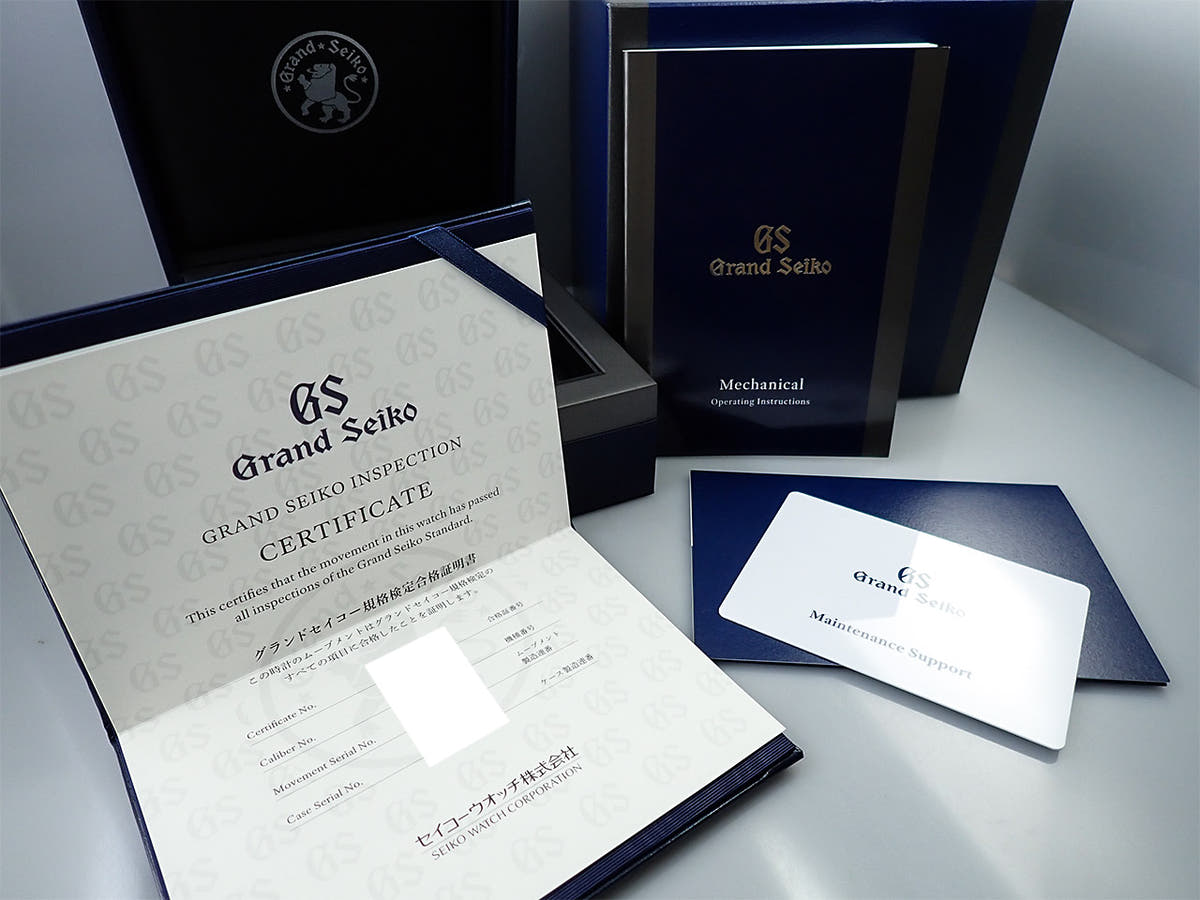 Grand Seiko
GS
Grand Seiko
Mechanical
Operating Instructions
GS
Grand Seiko
GRAND SEIKO INSPECTION
CERTIFICATE
This certifies that the movement in this watch has passed
all inspections of the Grand Seiko Standard.
グランドセイコー規格検定合格証明書
この時計のムーブメントはグランドセイコー規格検定の
すべての項目に合格したことを証明します。
Certificate No. 合格証番号
Caliber No. 機種番号
Movement Serial No. ムーブメント
製造連番
Case Serial No. ケース製造連番
セイコーウオッチ株式会社
SEIKO WATCH CORPORATION
GS
Grand Seiko
Maintenance Support